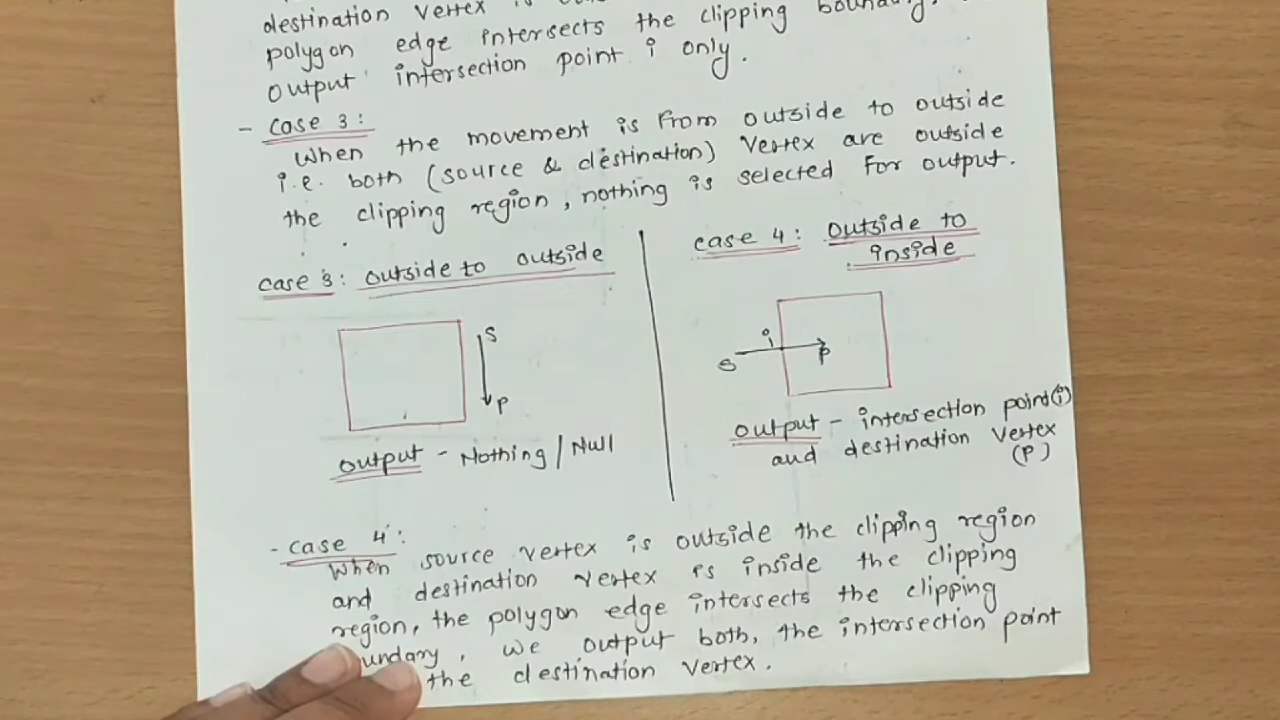 destination vertex is
polygon edge intersects the clipping boundary.
output intersection point i only.
- case 3:
When the movement is from outside to outside
i.e. both (source & destination) vertex are outside
the clipping region, nothing is selected for output.
case 3: outside to outside
S
P
output - Nothing / Null
case 4: outside to
inside
i
S
P
output - intersection point(i)
and destination vertex
(P)
- case 4:
When source vertex is outside the clipping region
and destination vertex is inside the clipping
region, the polygon edge intersects the clipping
undary, we output both, the intersection point
the destination vertex.